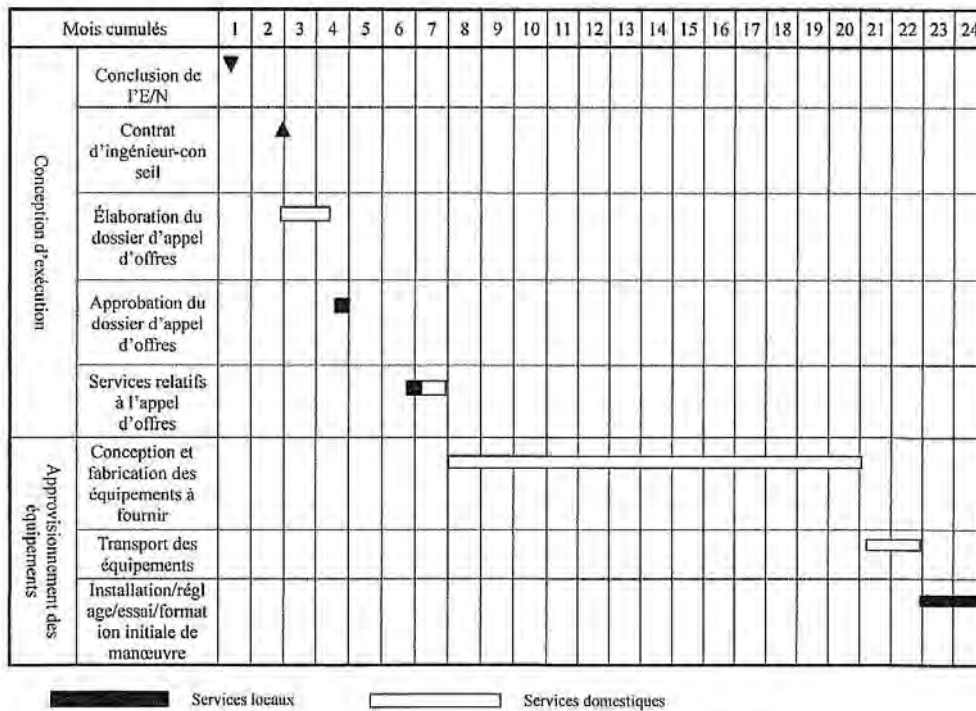 Mois cumulés 1 2 3 4 5 6 7 8 9 10 11 12 13 14 15 16 17 18 19 20 21 22 23 24
Conception d'exécution
Conclusion de
l'E/N
Contrat
d'ingénieur-con
seil
Élaboration du
dossier d'appel
d'offres
Approbation du
dossier d'appel
d'offres
Services relatifs
à l'appel
d'offres
Approvisionnement des
équipements
Conception et
fabrication des
équipements à
fournir
Transport des
équipements
Installation/régl
age/essai/format
ion initiale de
manœuvre
Services locaux
Services domestiques